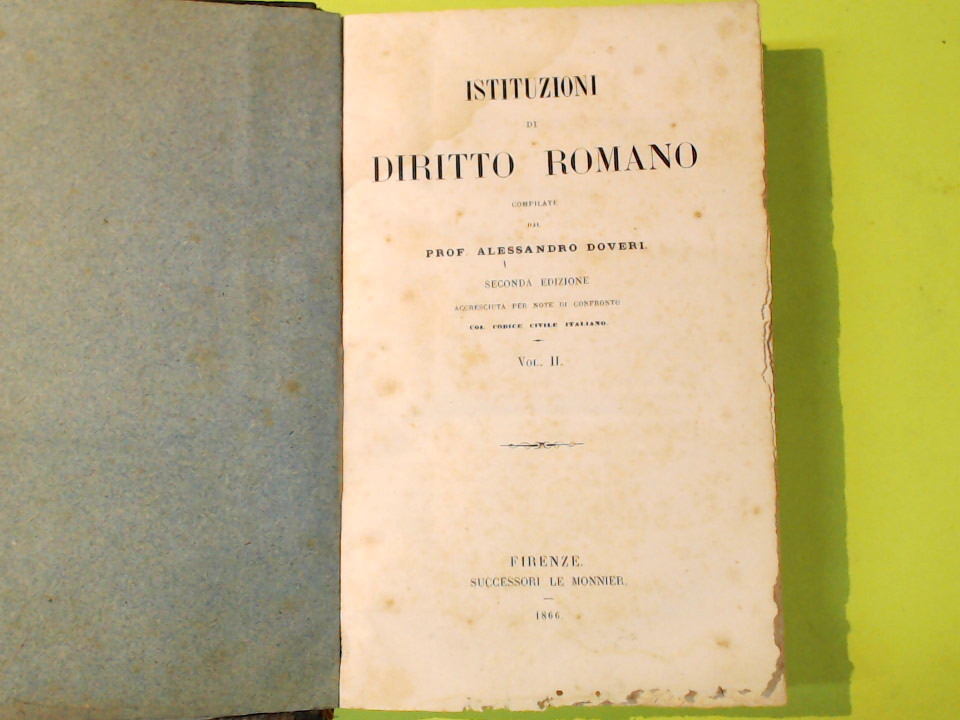 ISTITUZIONI
DI
DIRITTO ROMANO
COMPILATE
DAL
PROF. ALESSANDRO DOVERI.
SECONDA EDIZIONE
ACCRESCIUTA PER NOTE DI CONFRONTO
COL CODICE CIVILE ITALIANO.
VOL. II.
FIRENZE.
SUCCESSORI LE MONNIER.
1866.